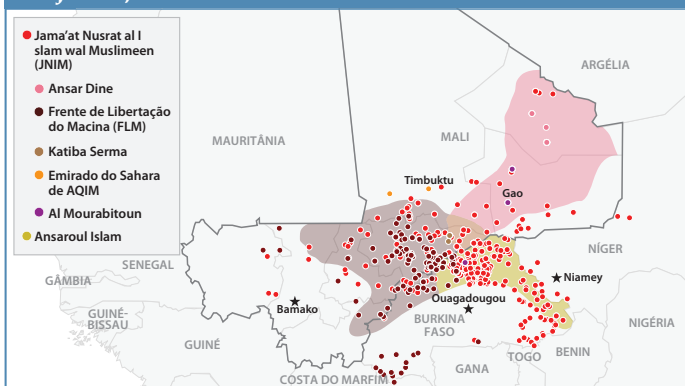 Jama’at Nusrat al I
slam wal Muslimeen
(JNIM)
Ansar Dine
Frente de Libertação
do Macina (FLM)
Katiba Serma
Emirado do Sahara
de AQIM
Al Mourabitoun
Ansaroul Islam
ARGÉLIA
MAURITÂNIA
MALI
Timbuktu
Gao
NÍGER
SENEGAL
GÂMBIA
Niamey
Bamako
Ouagadougou
GUINÉ-
BISSAU
BURKINA
FASO
NIGÉRIA
GUINÉ
BENIN
TOGO
GANA
COSTA DO MARFIM